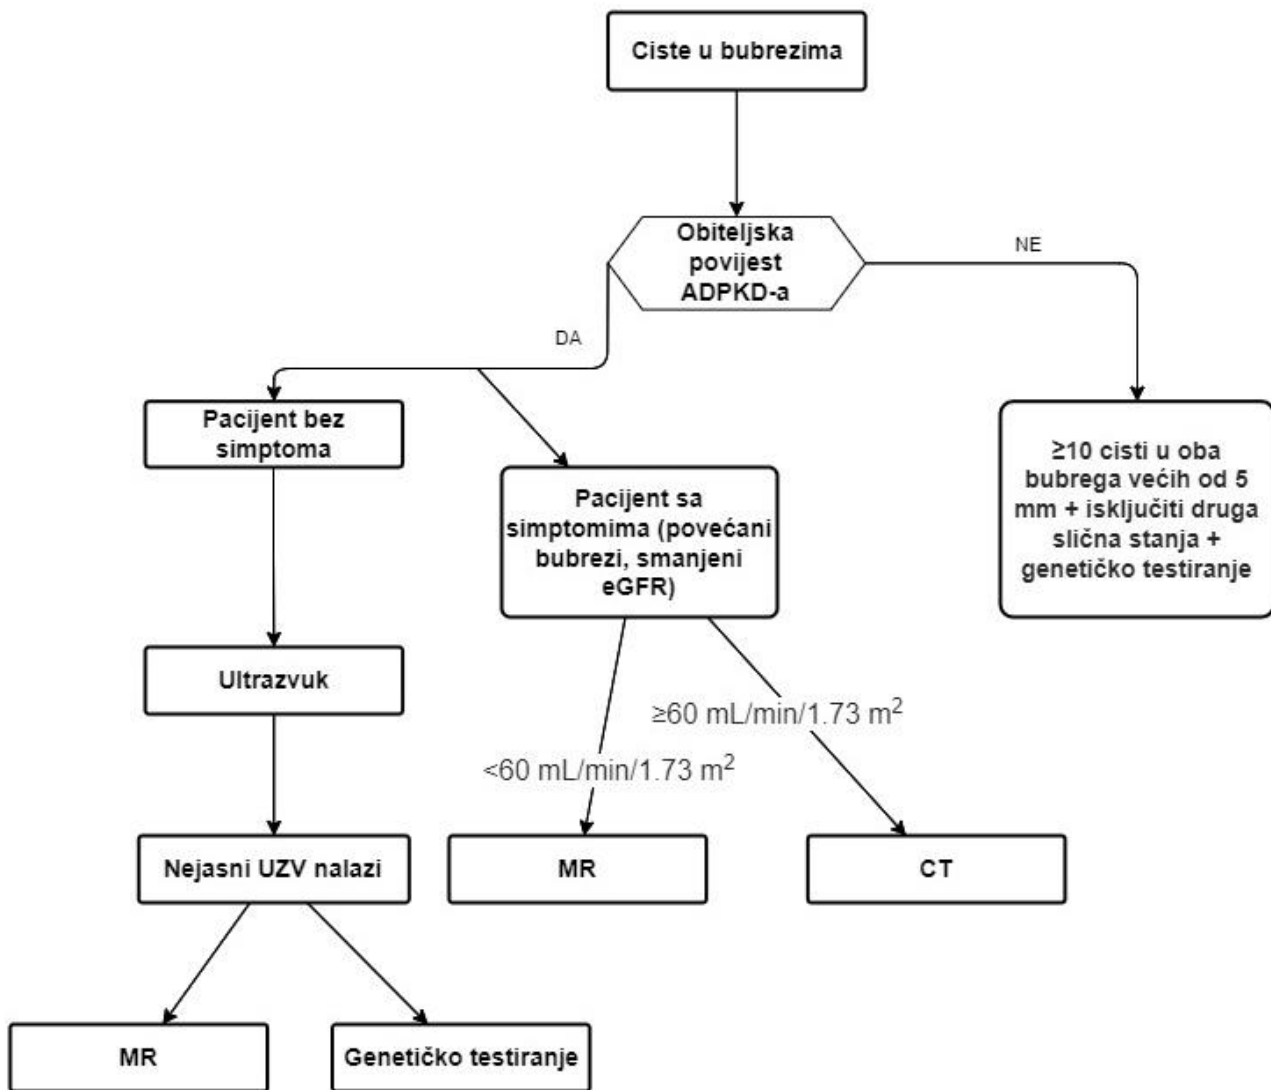 Ciste u bubrezima
Obiteljska
povijest
ADPKD-a
NE
DA
Pacijent bez
simptoma
≥10 cisti u oba
bubrega većih od 5
mm + isključiti druga
slična stanja +
genetičko testiranje
Pacijent sa
simptomima (povećani
bubrezi, smanjeni
eGFR)
Ultrazvuk
≥60 mL/min/1.73 m²
<60 mL/min/1.73 m²
Nejasni UZV nalazi
MR
CT
MR
Genetičko testiranje